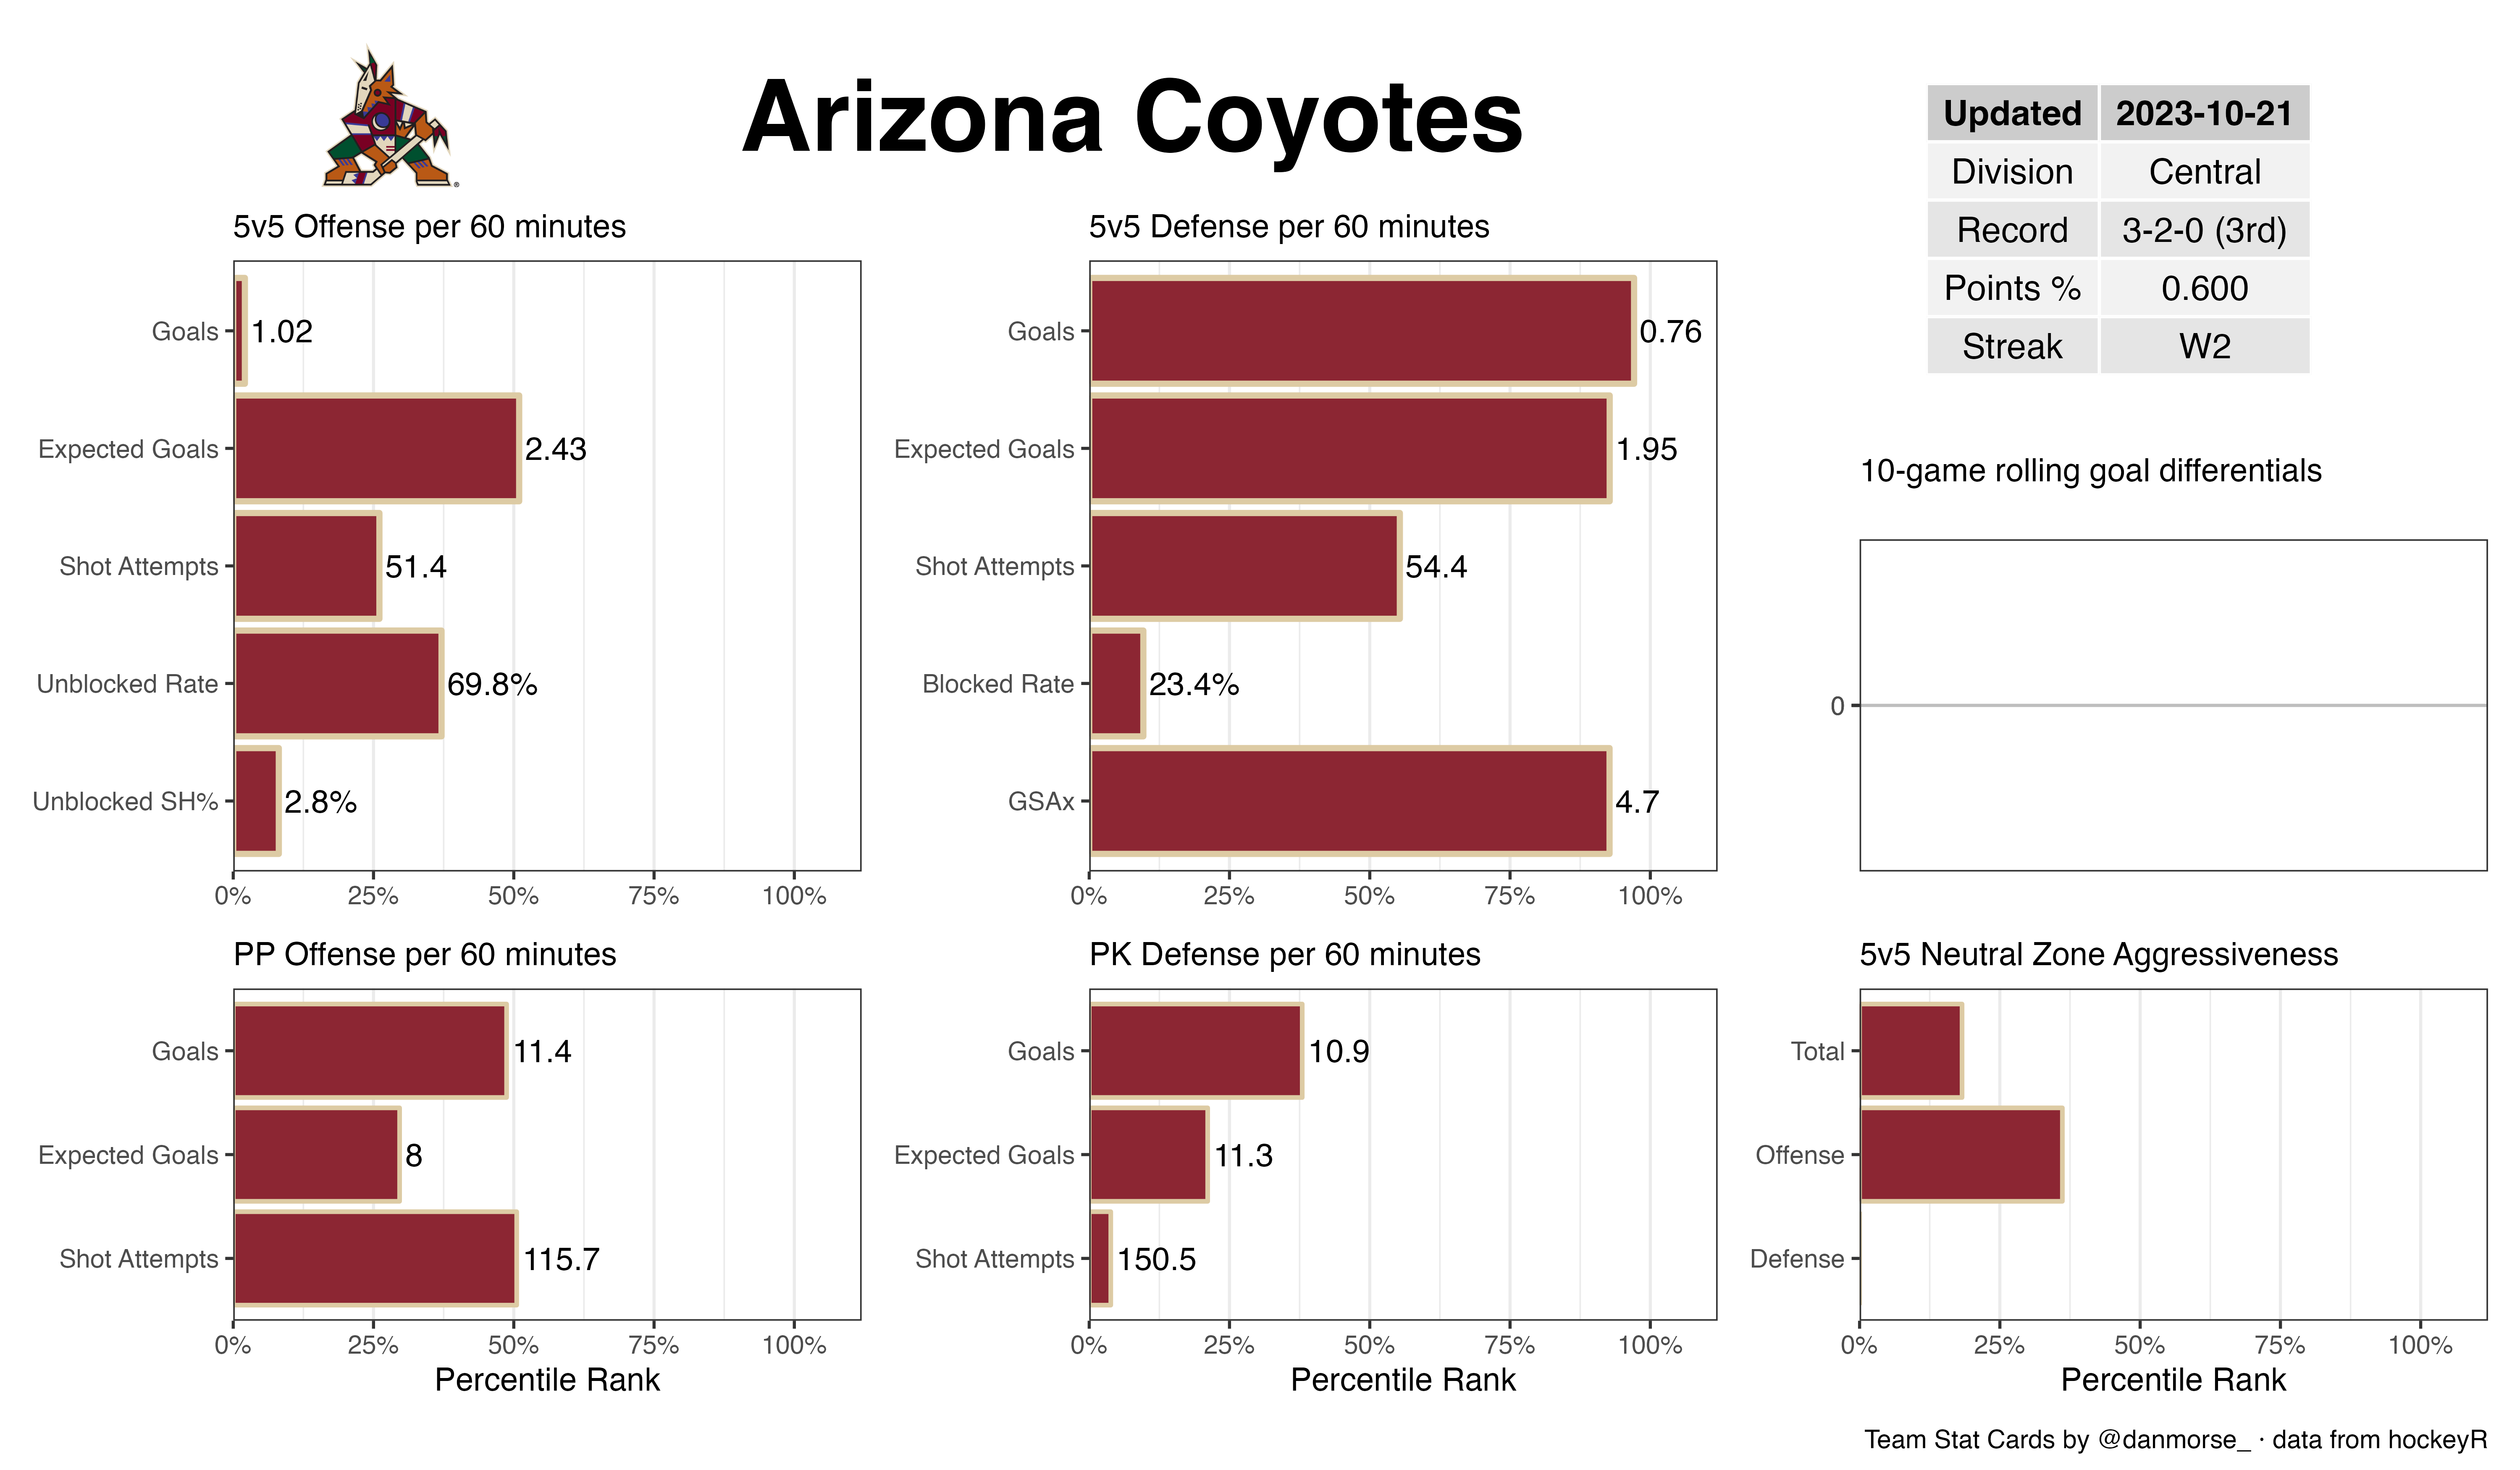 Arizona Coyotes
Updated 2023-10-21
Division Central
Record 3-2-0 (3rd)
Points % 0.600
Streak W2
5v5 Offense per 60 minutes
Goals 1.02
Expected Goals 2.43
Shot Attempts 51.4
Unblocked Rate 69.8%
Unblocked SH% 2.8%
0% 25% 50% 75% 100%
5v5 Defense per 60 minutes
Goals 0.76
Expected Goals 1.95
Shot Attempts 54.4
Blocked Rate 23.4%
GSAx 4.7
0% 25% 50% 75% 100%
10-game rolling goal differentials
0
PP Offense per 60 minutes
Goals 11.4
Expected Goals 8
Shot Attempts 115.7
0% 25% 50% 75% 100%
Percentile Rank
PK Defense per 60 minutes
Goals 10.9
Expected Goals 11.3
Shot Attempts 150.5
0% 25% 50% 75% 100%
Percentile Rank
5v5 Neutral Zone Aggressiveness
Total
Offense
Defense
0% 25% 50% 75% 100%
Percentile Rank
Team Stat Cards by @danmorse_ · data from hockeyR